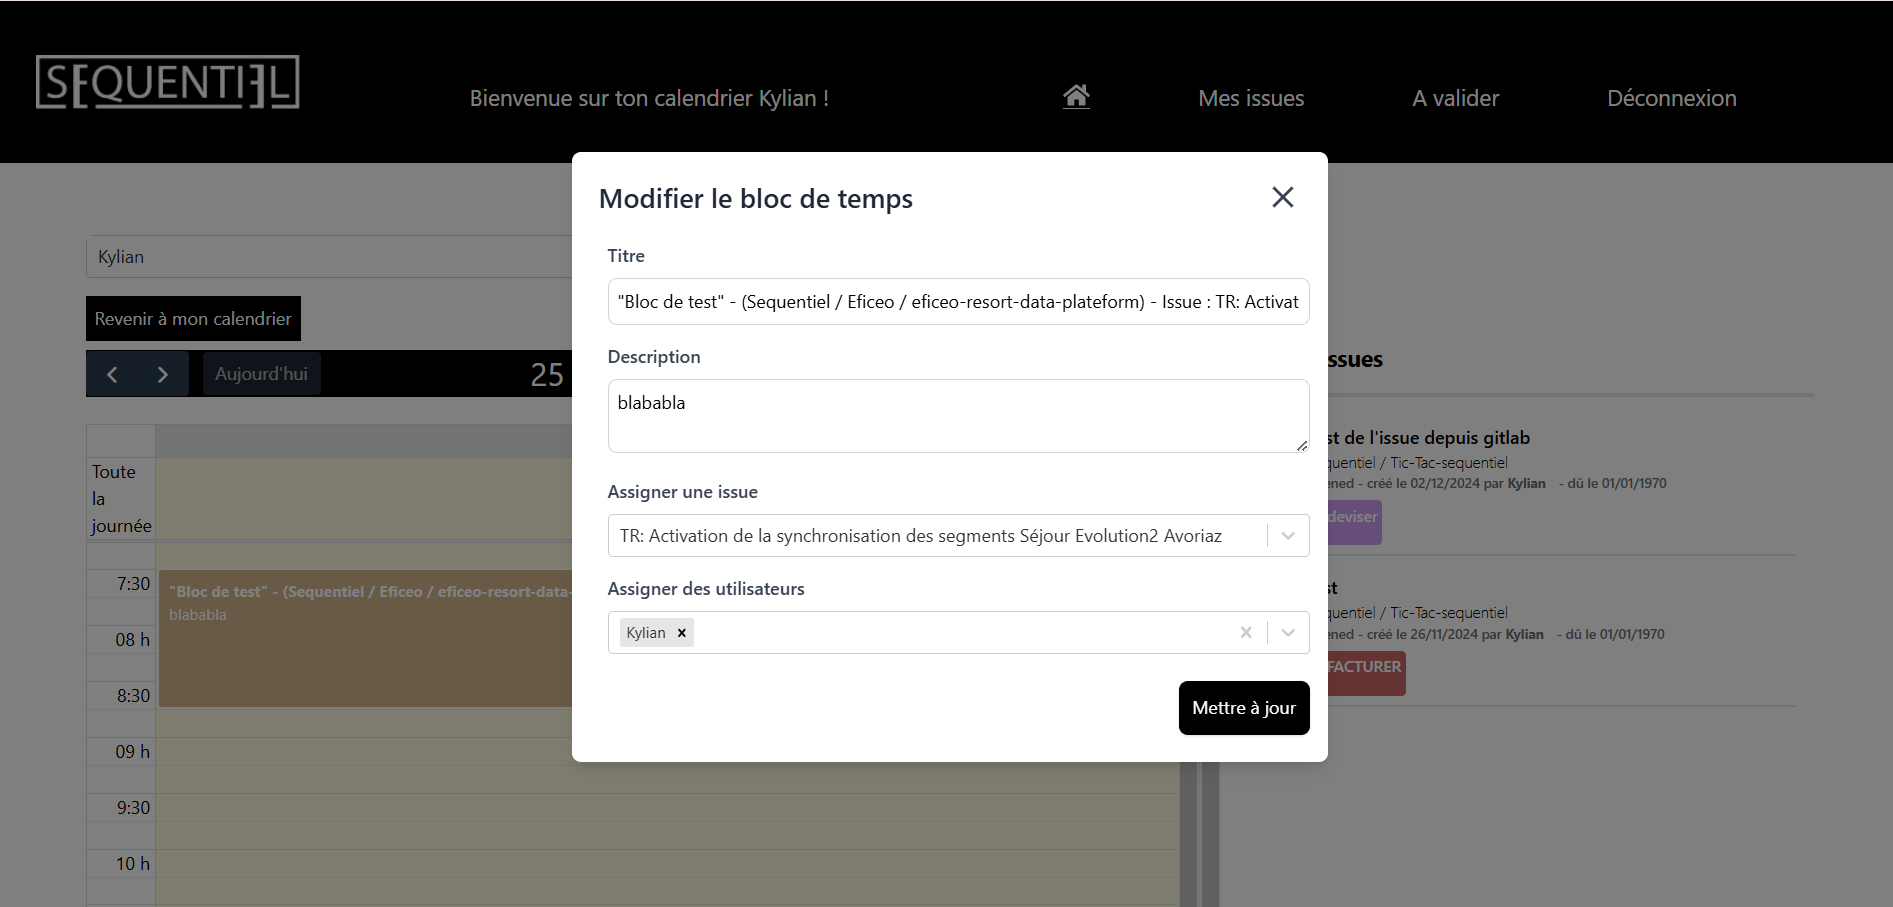 SEQUENTIEL
Bienvenue sur ton calendrier Kylian !
Mes issues
A valider
Déconnexion
Kylian
Revenir à mon calendrier
Aujourd'hui
25
Toute
la
journée
7:30
"Bloc de test" - (Sequentiel / Eficeo / eficeo-resort-data-
blababla
08 h
8:30
09 h
9:30
10 h
Modifier le bloc de temps
Titre
"Bloc de test" - (Sequentiel / Eficeo / eficeo-resort-data-plateform) - Issue : TR: Activat
Description
blababla
Assigner une issue
TR: Activation de la synchronisation des segments Séjour Evolution2 Avoriaz
Assigner des utilisateurs
Kylian
Mettre à jour
ssues
st de l'issue depuis gitlab
quentiel / Tic-Tac-sequentiel
ened - créé le 02/12/2024 par Kylian - dû le 01/01/1970
deviser
st
quentiel / Tic-Tac-sequentiel
ened - créé le 26/11/2024 par Kylian - dû le 01/01/1970
FACTURER